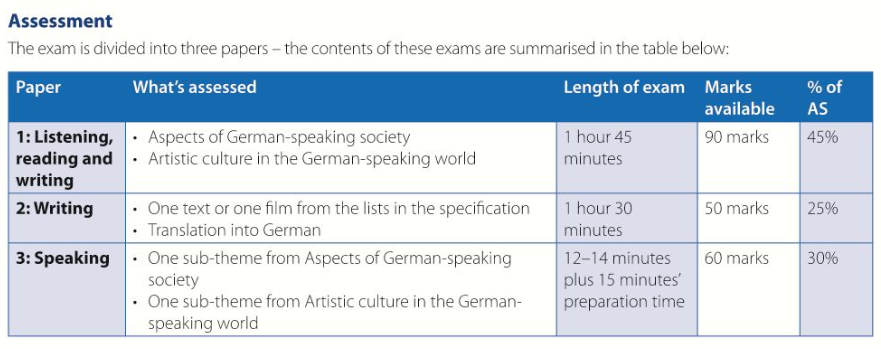 Assessment
The exam is divided into three papers – the contents of these exams are summarised in the table below:
Paper What's assessed Length of exam Marks available % of AS
1: Listening, reading and writing
• Aspects of German-speaking society
• Artistic culture in the German-speaking world
1 hour 45 minutes
90 marks
45%
2: Writing
• One text or one film from the lists in the specification
• Translation into German
1 hour 30 minutes
50 marks
25%
3: Speaking
• One sub-theme from Aspects of German-speaking society
• One sub-theme from Artistic culture in the German-speaking world
12–14 minutes plus 15 minutes' preparation time
60 marks
30%